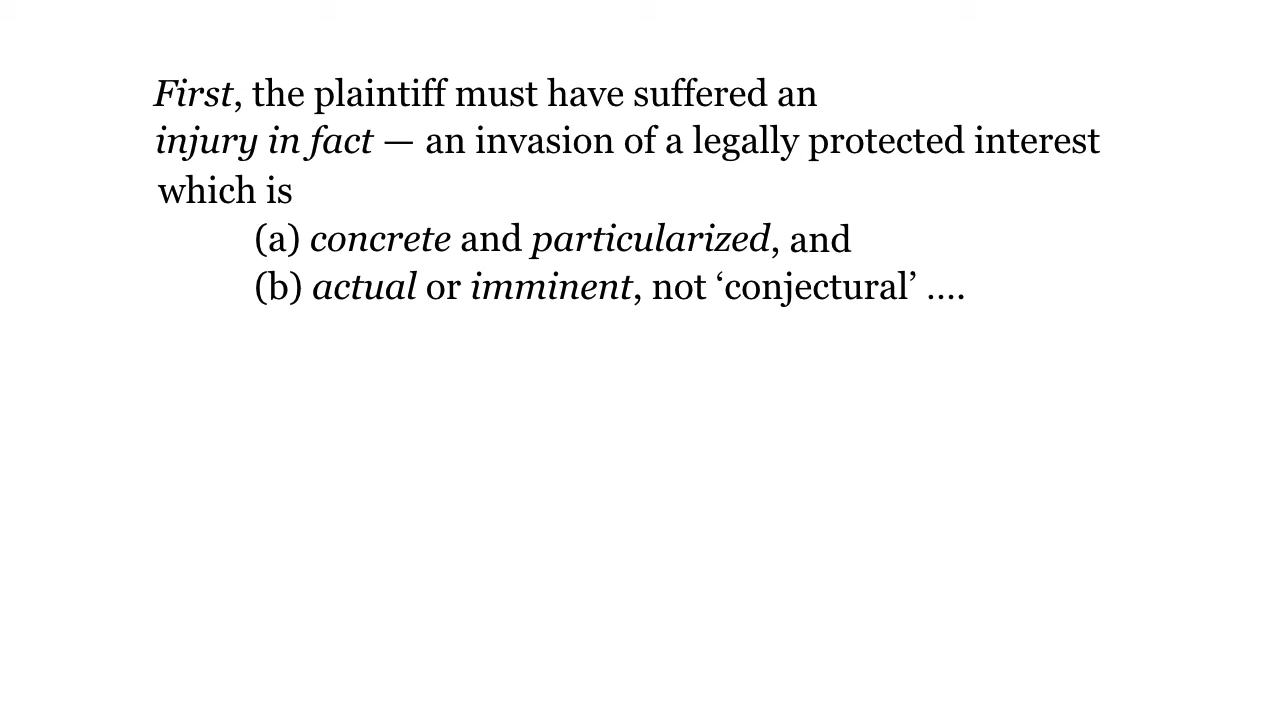 First, the plaintiff must have suffered an
injury in fact — an invasion of a legally protected interest
which is
(a) concrete and particularized, and
(b) actual or imminent, not ‘conjectural’ ....